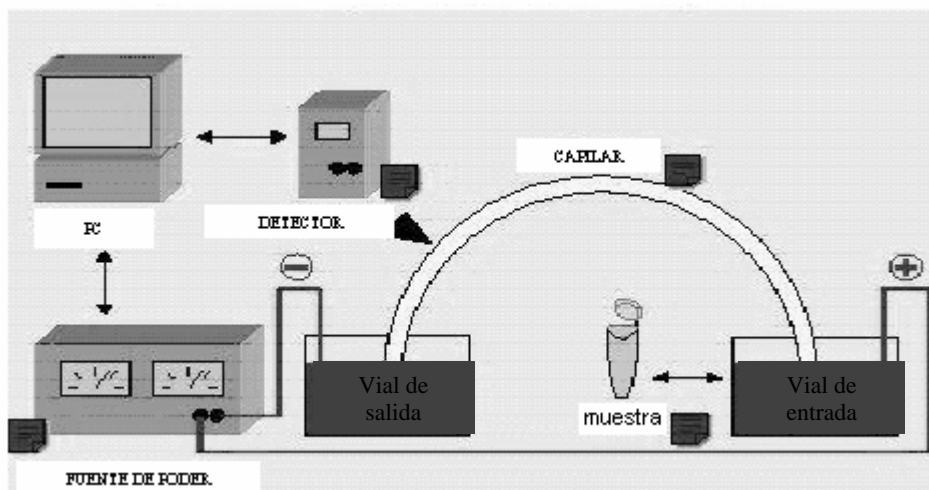 CAPILAR
PC
DETECTOR
Vial de
salida
muestra
Vial de
entrada
FUENTE DE PODER